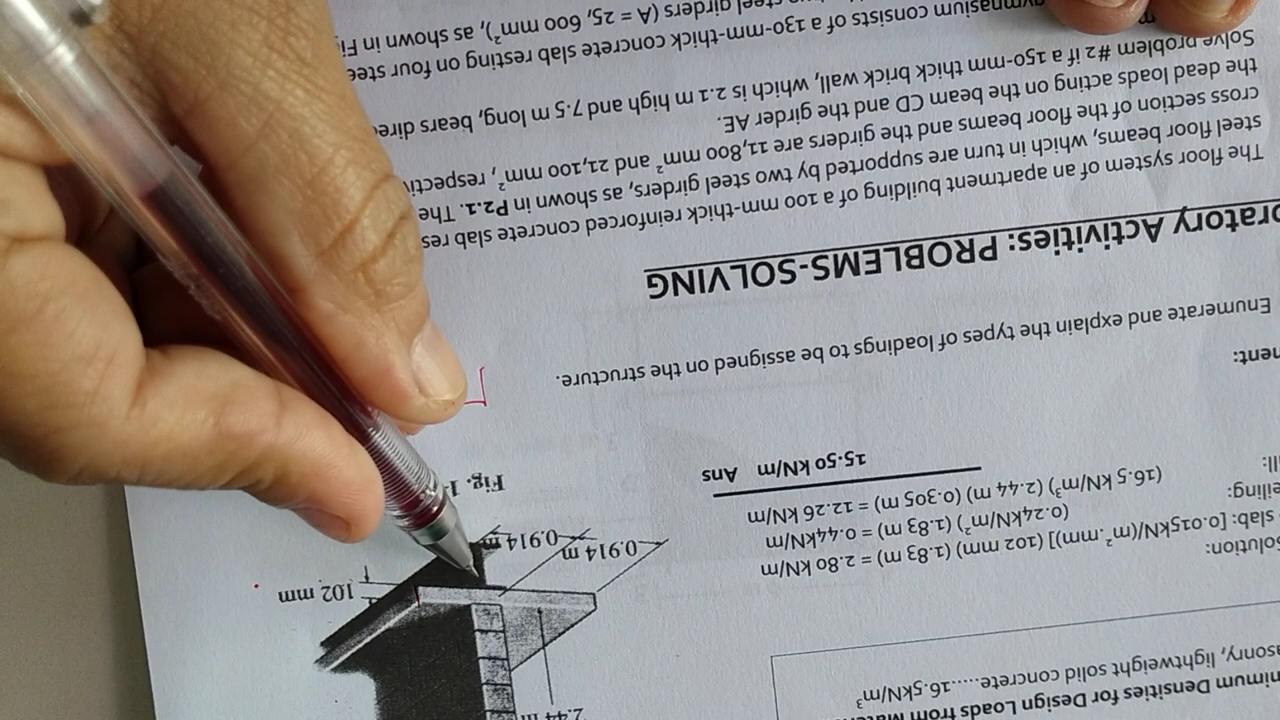 inimum Densities for Design Loads from
asonry, lightweight solid concrete.....16.5kN/m³
2.44 m
olution:
slab: [0.015kN/(m².mm)] (102 mm) (1.83 m) = 2.80 kN/m
eiling: (0.24kN/m²) (1.83 m) = 0.44kN/m
ll: (16.5 kN/m³) (2.44 m) (0.305 m) = 12.26 kN/m
15.50 kN/m Ans
102 mm
0.914 m
0.914 m
Fig.
ment:
Enumerate and explain the types of loadings to be assigned on the structure.
oratory Activities: PROBLEMS-SOLVING
The floor system of an apartment building of a 100 mm-thick reinforced concrete slab res
steel floor beams, which in turn are supported by two steel girders, as shown in P2.1. The
cross section of the floor beams and the girders are 11,800 mm² and 21,100 mm², respecti
the dead loads acting on the beam CD and the girder AE.
Solve problem #2 if a 150-mm thick brick wall, which is 2.1 m high and 7.5 m long, bears dire
ymnasium consists of a 130-mm-thick concrete slab resting on four stee
steel girders (A = 25, 600 mm²), as shown in Fi